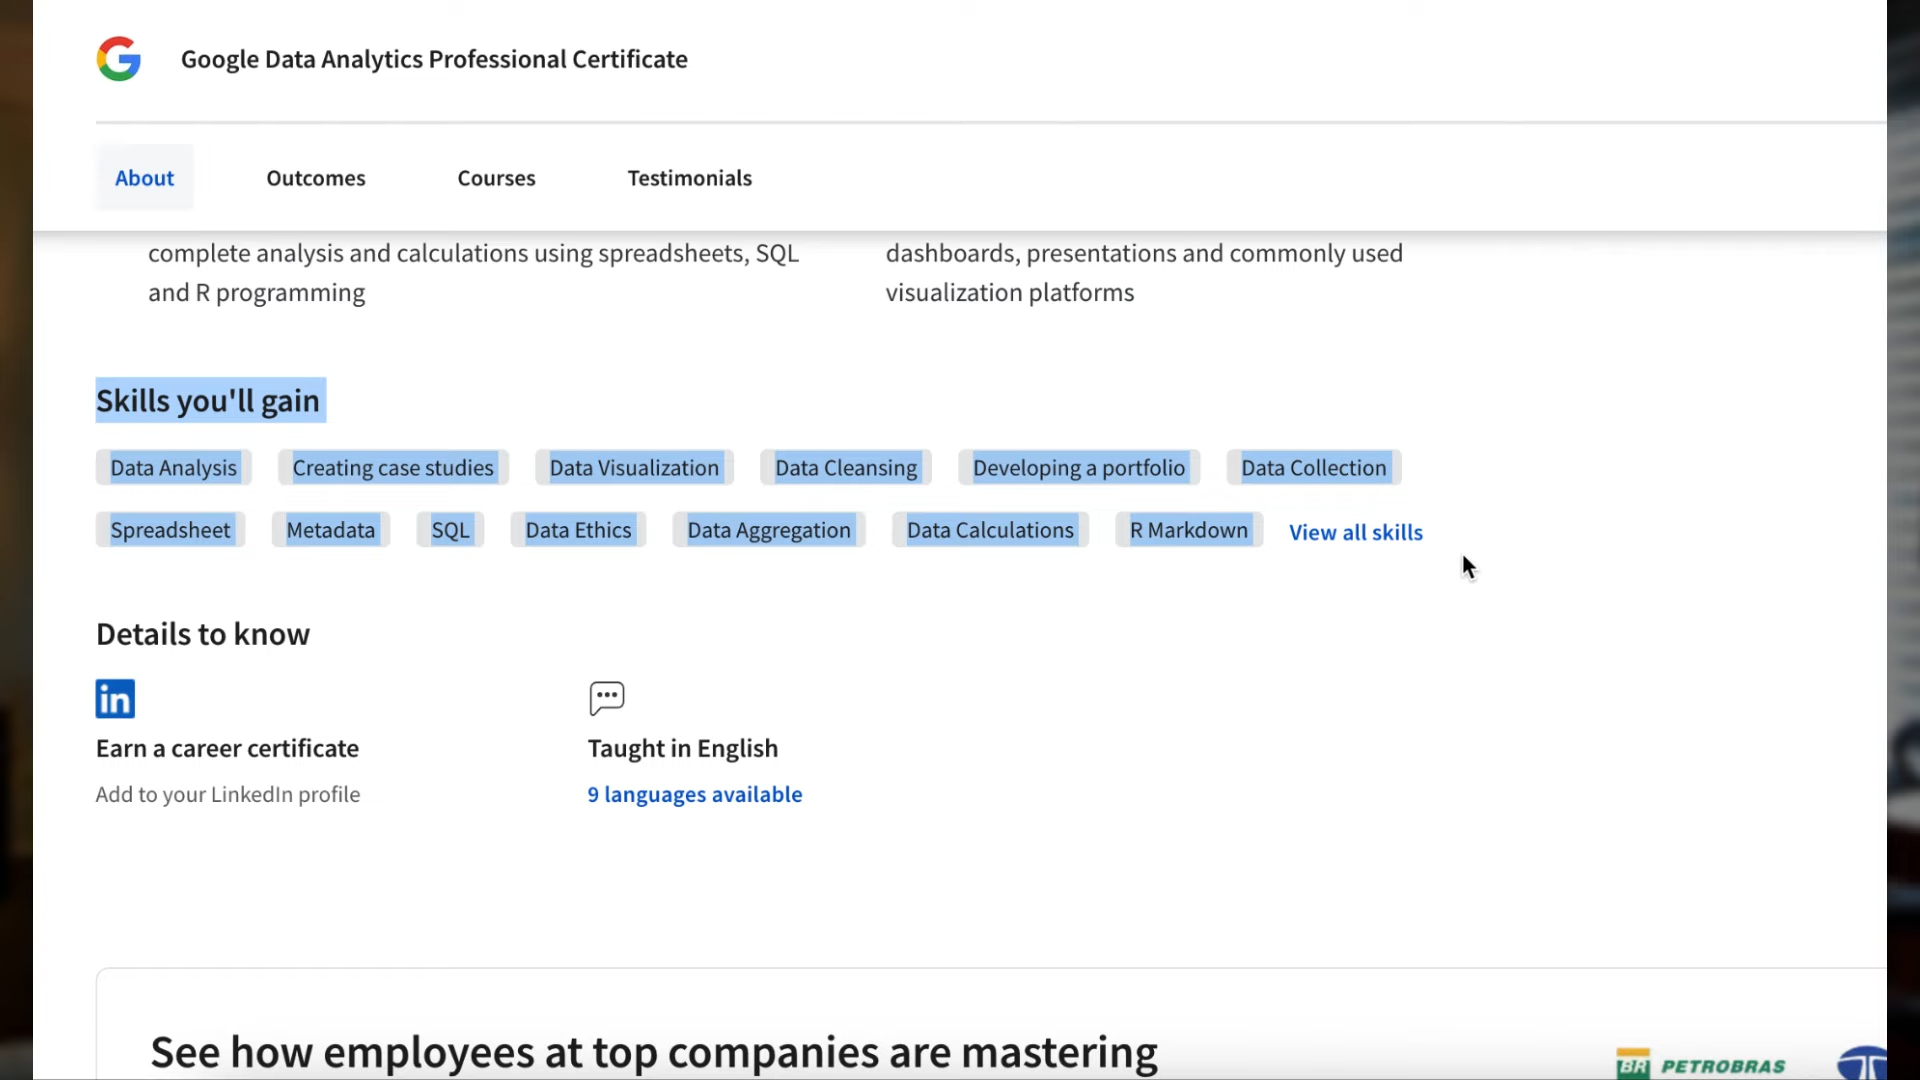 Google Data Analytics Professional Certificate
About Outcomes Courses Testimonials
complete analysis and calculations using spreadsheets, SQL
and R programming
dashboards, presentations and commonly used
visualization platforms
Skills you'll gain
Data Analysis Creating case studies Data Visualization Data Cleansing Developing a portfolio Data Collection
Spreadsheet Metadata SQL Data Ethics Data Aggregation Data Calculations R Markdown View all skills
Details to know
in
Earn a career certificate
Add to your LinkedIn profile
Taught in English
9 languages available
See how employees at top companies are mastering
BR PETROBRAS